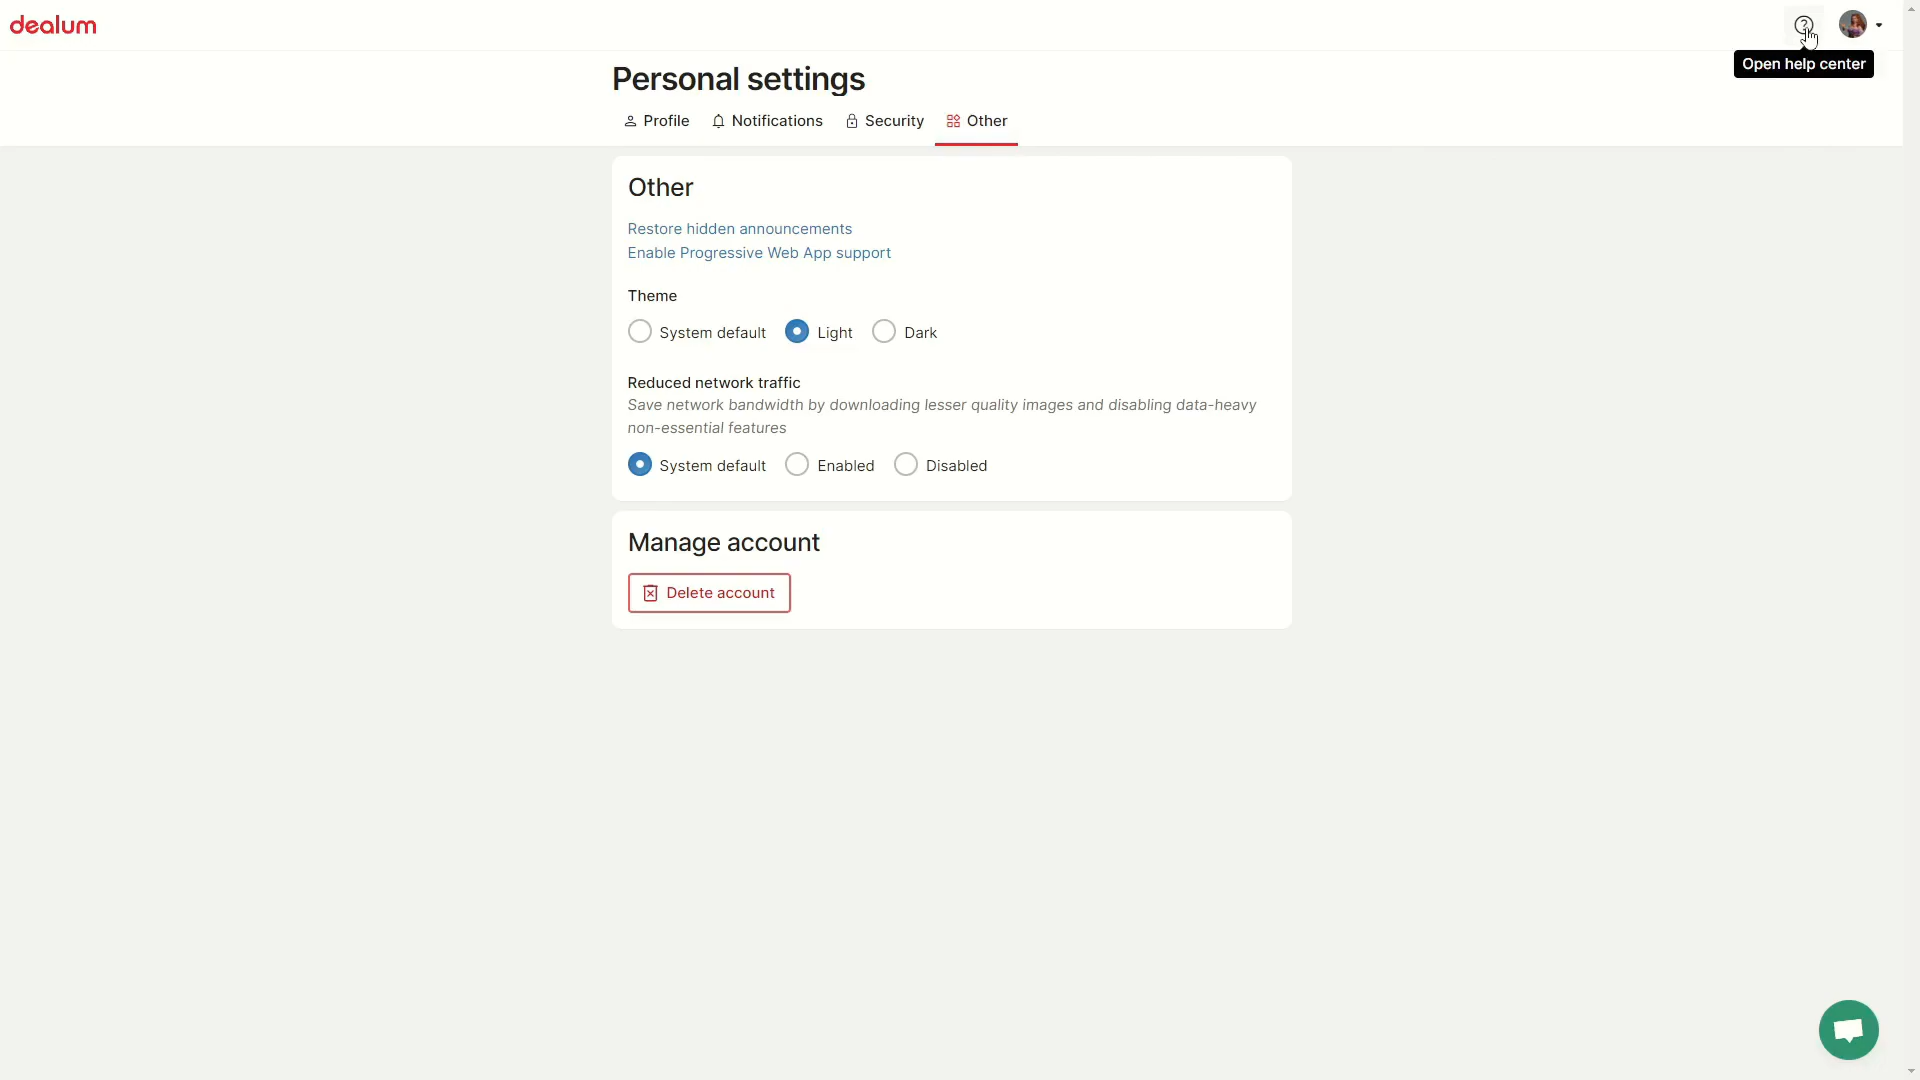 dealum
Open help center
Personal settings
Profile
Notifications
Security
Other
Other
Restore hidden announcements
Enable Progressive Web App support
Theme
System default
Light
Dark
Reduced network traffic
Save network bandwidth by downloading lesser quality images and disabling data-heavy
non-essential features
System default
Enabled
Disabled
Manage account
Delete account